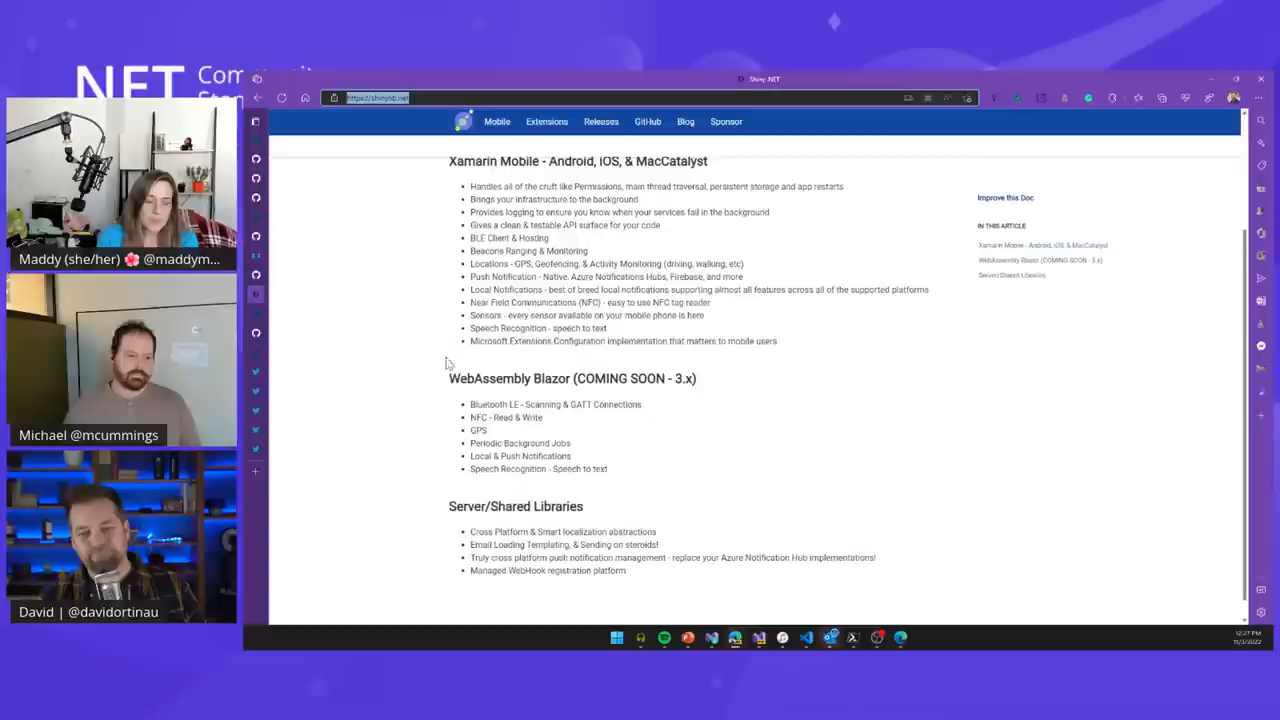 .NET Communit
Maddy (she/her) 🌸 @maddym...
Michael @mcummings
David | @davidortinau
Shiny .NET
https://shinylib.net
Mobile Extensions Releases GitHub Blog Sponsor
Xamarin Mobile - Android, iOS, & MacCatalyst
Handles all of the cruft like Permissions, main thread traversal, persistent storage and app restarts
Brings your infrastructure to the background
Provides logging to ensure you know when your services fail in the background
Gives a clean & testable API surface for your code
BLE Client & Hosting
Beacons Ranging & Monitoring
Locations - GPS, Geofencing, & Activity Monitoring (driving, walking, etc)
Push Notification - Native, Azure Notifications Hubs, Firebase, and more
Local Notifications - best of breed local notifications supporting almost all features across all of the supported platforms
Near Field Communications (NFC) - easy to use NFC tag reader
Sensors - every sensor available on your mobile phone is here
Speech Recognition - speech to text
Microsoft.Extensions.Configuration implementation that matters to mobile users
WebAssembly Blazor (COMING SOON - 3.x)
Bluetooth LE - Scanning & GATT Connections
NFC - Read & Write
GPS
Periodic Background Jobs
Local & Push Notifications
Speech Recognition - Speech to text
Server/Shared Libraries
Cross Platform & Smart localization abstractions
Email Loading Templating, & Sending on steroids!
Truly cross platform push notification management - replace your Azure Notification Hub implementations!
Managed WebHook registration platform
Improve this Doc
IN THIS ARTICLE
Xamarin Mobile - Android, iOS, & MacCatalyst
WebAssembly Blazor (COMING SOON - 3.x)
Server/Shared Libraries
12:27 PM
11/3/2022